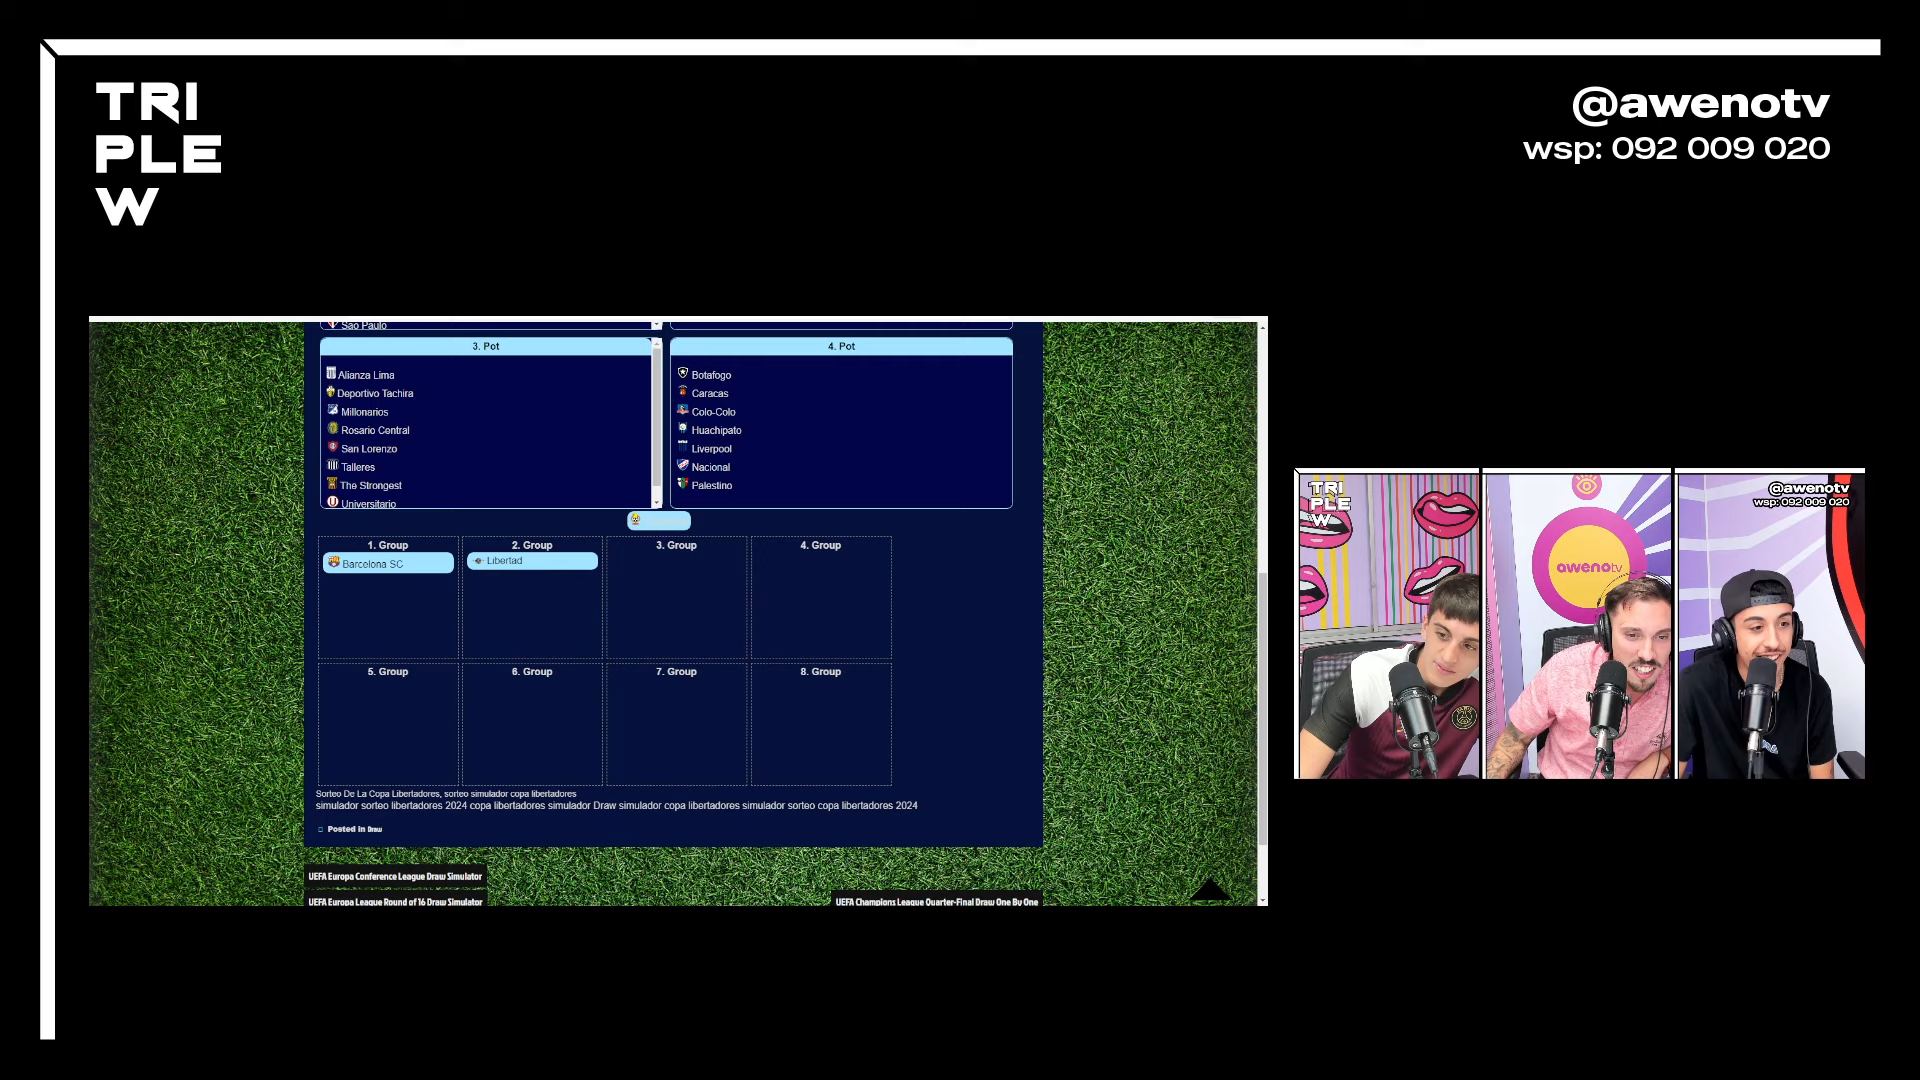 TRI
PLE
W
@awenotv
wsp: 092 009 020
Sao Paulo
3. Pot
Alianza Lima
Deportivo Tachira
Millonarios
Rosario Central
San Lorenzo
Talleres
The Strongest
Universitario
4. Pot
Botafogo
Caracas
Colo-Colo
Huachipato
Liverpool
Nacional
Palestino
1. Group
Barcelona SC
2. Group
Libertad
3. Group
4. Group
5. Group
6. Group
7. Group
8. Group
Sorteo De La Copa Libertadores, sorteo simulador copa libertadores
simulador sorteo libertadores 2024 copa libertadores simulador Draw simulador copa libertadores simulador sorteo copa libertadores 2024
Posted in Draw
UEFA Europa Conference League Draw Simulator
UEFA Europa League Round of 16 Draw Simulator
UEFA Champions League Quarter-Final Draw One By One
TRI
PLE
W
awenotv
@awenotv
wsp: 092 009 020